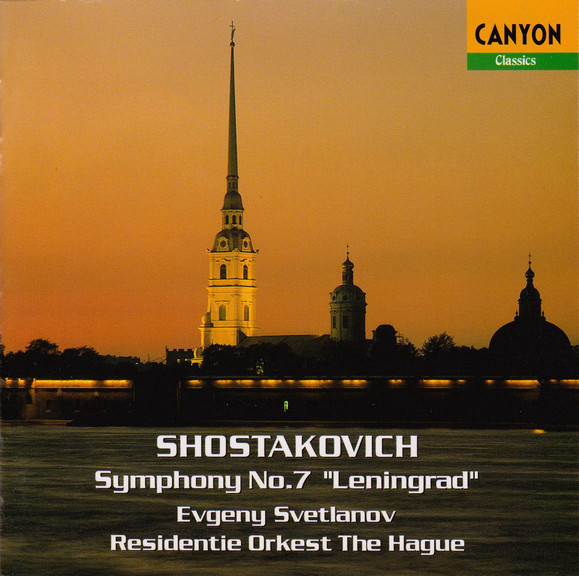 CANYON
Classics
SHOSTAKOVICH
Symphony No.7 "Leningrad"
Evgeny Svetlanov
Residentie Orkest The Hague